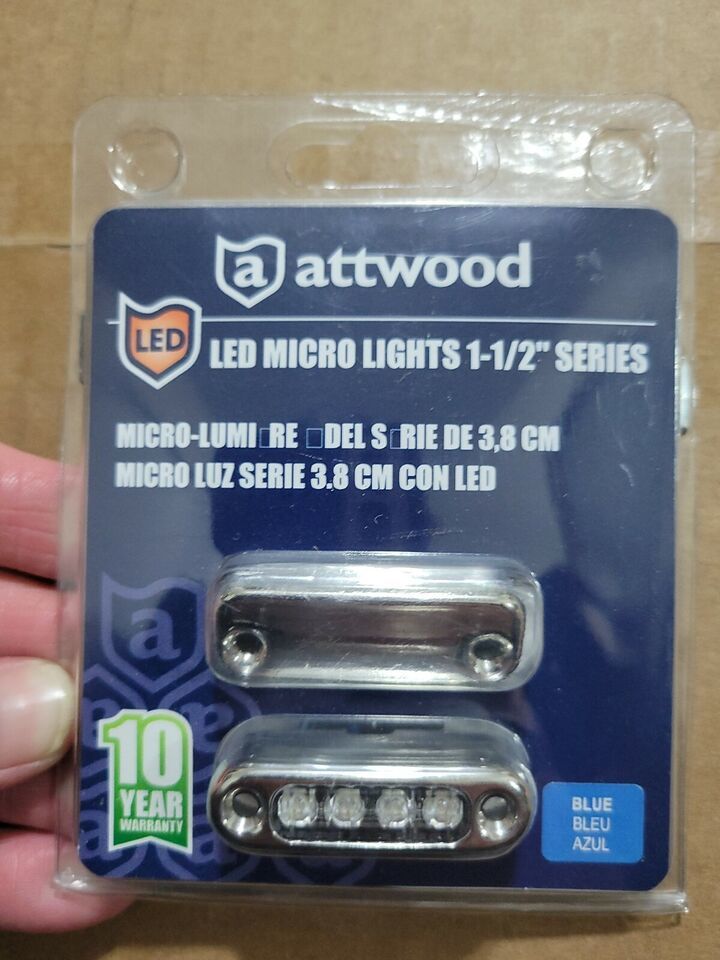 a attwood
LED
LED MICRO LIGHTS 1-1/2" SERIES
MICRO-LUMI□RE □DEL S□RIE DE 3,8 CM
MICRO LUZ SERIE 3.8 CM CON LED
a
a a
a a a
10
YEAR
WARRANTY
BLUE
BLEU
AZUL